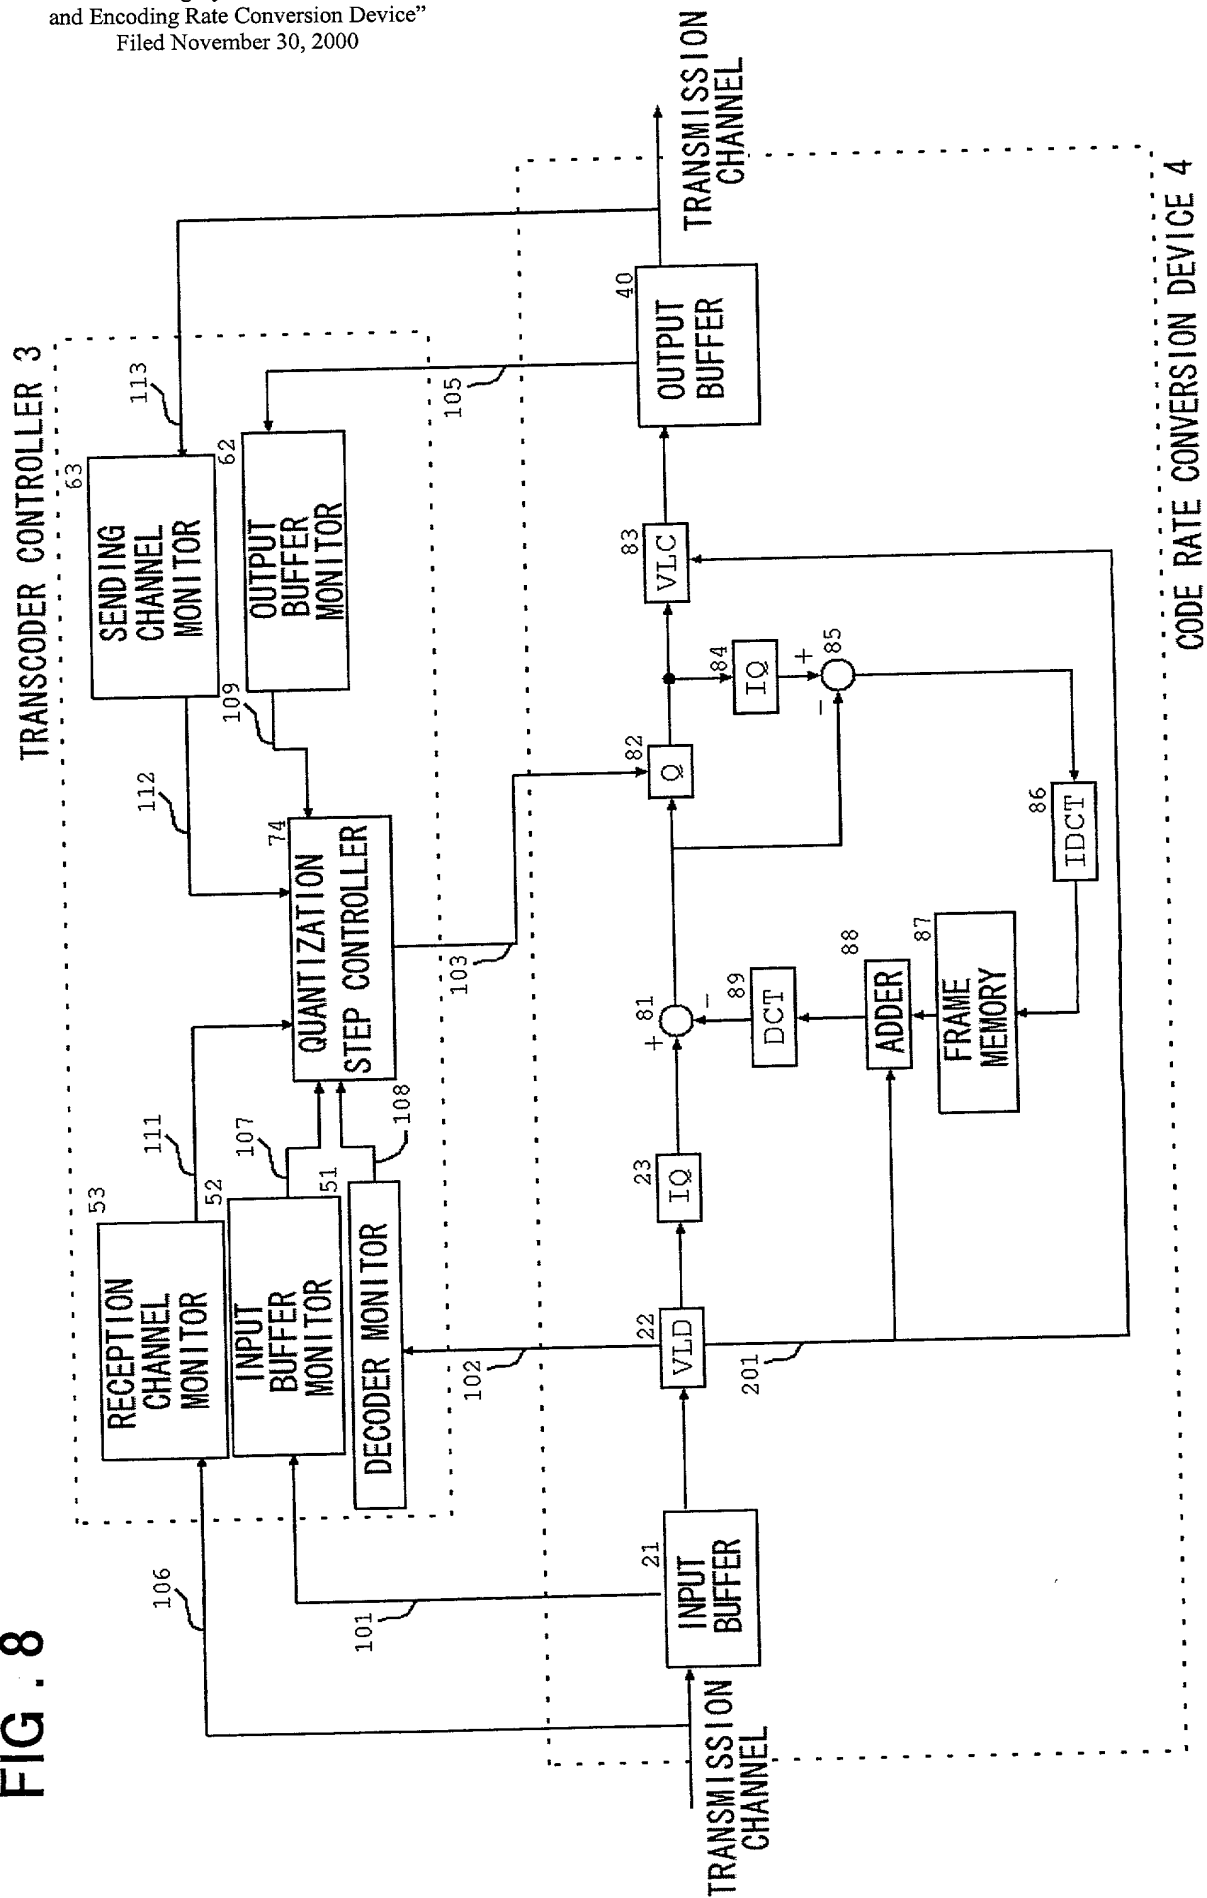 and Encoding Rate Conversion Device”
Filed November 30, 2000
FIG. 8
TRANSCODER CONTROLLER 3
53
RECEPTION
CHANNEL
MONITOR
52
INPUT
BUFFER
MONITOR
51
DECODER MONITOR
63
SENDING
CHANNEL
MONITOR
62
OUTPUT
BUFFER
MONITOR
74
QUANTIZATION
STEP CONTROLLER
106
101
111
107
108
112
109
113
102
103
105
TRANSMISSION
CHANNEL
21
INPUT
BUFFER
22
VLD
201
23
IQ
+
81
-
89
DCT
88
ADDER
87
FRAME
MEMORY
82
Q
84
IQ
+
85
-
86
IDCT
83
VLC
40
OUTPUT
BUFFER
TRANSMISSION
CHANNEL
CODE RATE CONVERSION DEVICE 4